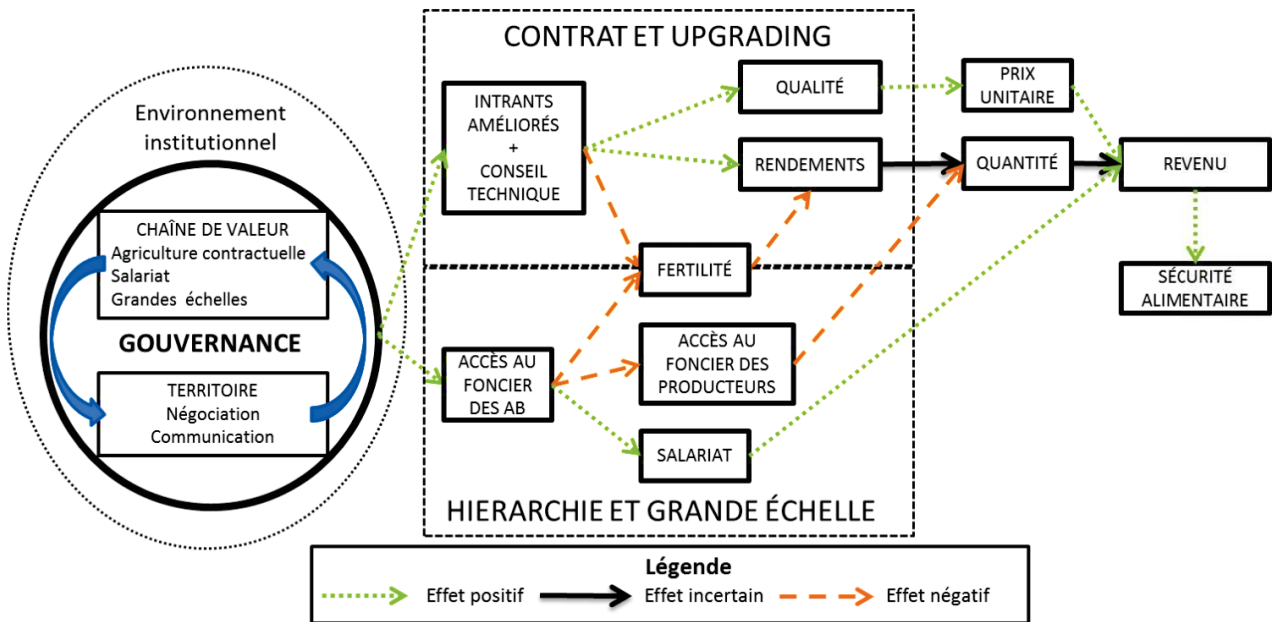 CONTRAT ET UPGRADING
Environnement
institutionnel
CHAÎNE DE VALEUR
Agriculture contractuelle
Salariat
Grandes échelles
GOUVERNANCE
TERRITOIRE
Négociation
Communication
INTRANTS
AMÉLIORÉS
+
CONSEIL
TECHNIQUE
QUALITÉ
PRIX
UNITAIRE
RENDEMENTS
QUANTITÉ
REVENU
FERTILITÉ
SÉCURITÉ
ALIMENTAIRE
ACCÈS AU
FONCIER
DES AB
ACCÈS AU
FONCIER DES
PRODUCTEURS
SALARIAT
HIERARCHIE ET GRANDE ÉCHELLE
Légende
Effet positif
Effet incertain
Effet négatif